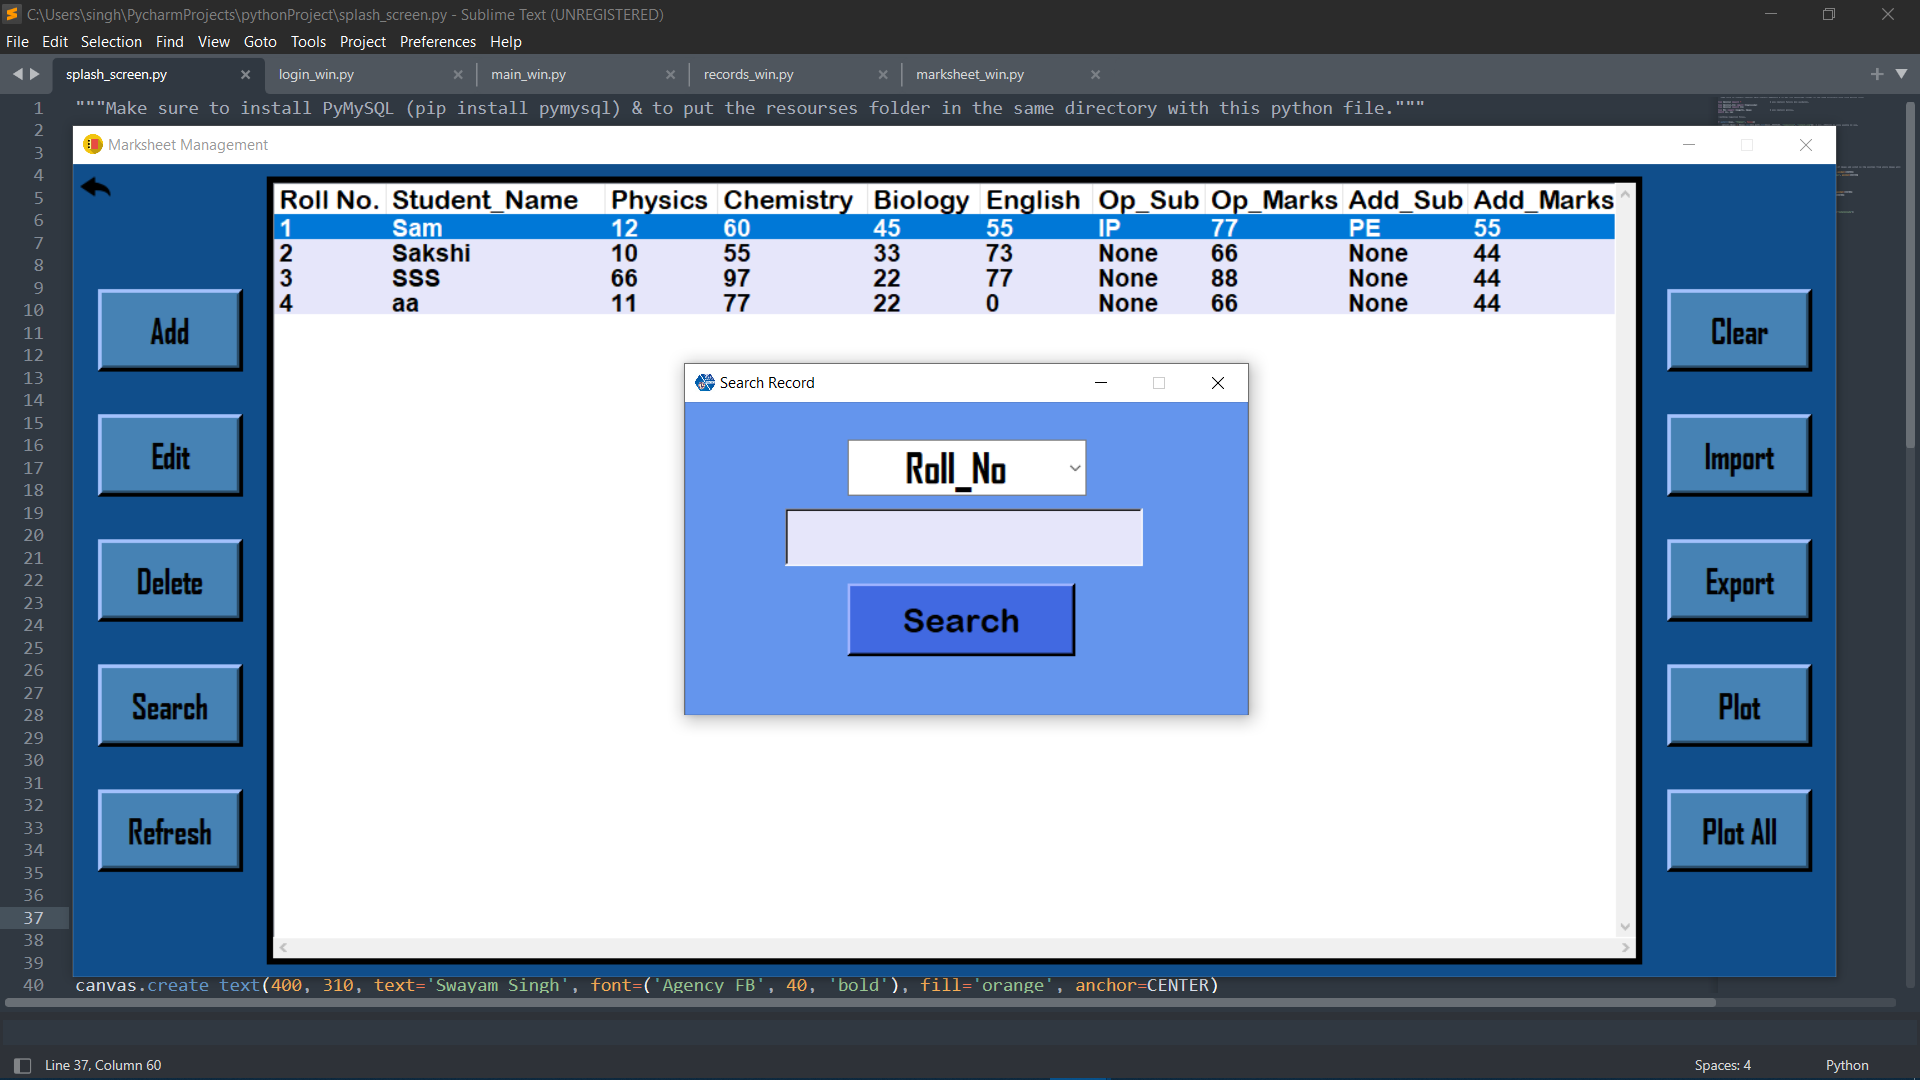 C:\Users\singh\PycharmProjects\pythonProject\splash_screen.py - Sublime Text (UNREGISTERED)
File Edit Selection Find View Goto Tools Project Preferences Help
splash_screen.py login_win.py main_win.py records_win.py marksheet_win.py
1 """Make sure to install PyMySQL (pip install pymysql) & to put the resourses folder in the same directory with this python file."""
2
3
4
5
6
7
8
9
10
11
12
13
14
15
16
17
18
19
20
21
22
23
24
25
26
27
28
29
30
31
32
33
34
35
36
37
38
39
Marksheet Management
Roll No. Student_Name Physics Chemistry Biology English Op_Sub Op_Marks Add_Sub Add_Marks
1 Sam 12 60 45 55 IP 77 PE 55
2 Sakshi 10 55 33 73 None 66 None 44
3 SSS 66 97 22 77 None 88 None 44
4 aa 11 77 22 0 None 66 None 44
Add
Edit
Delete
Search
Refresh
Search Record
Roll_No
Search
Clear
Import
Export
Plot
Plot All
40 canvas.create_text(400, 310, text='Swayam Singh', font=('Agency FB', 40, 'bold'), fill='orange', anchor=CENTER)
Line 37, Column 60 Spaces: 4 Python